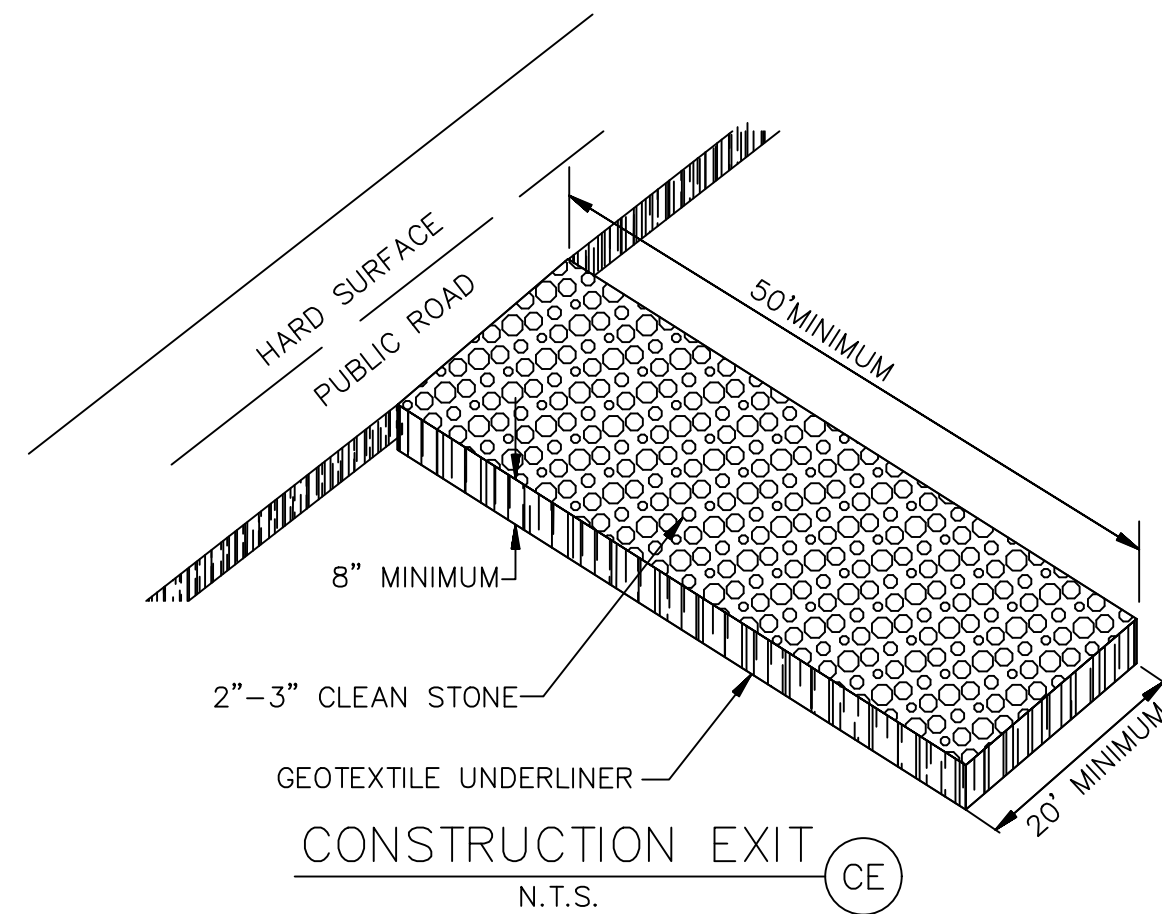 HARD SURFACE
PUBLIC ROAD
50'MINIMUM
8” MINIMUM
2”–3” CLEAN STONE
GEOTEXTILE UNDERLINER
20' MINIMUM
CONSTRUCTION EXIT
CE
N.T.S.